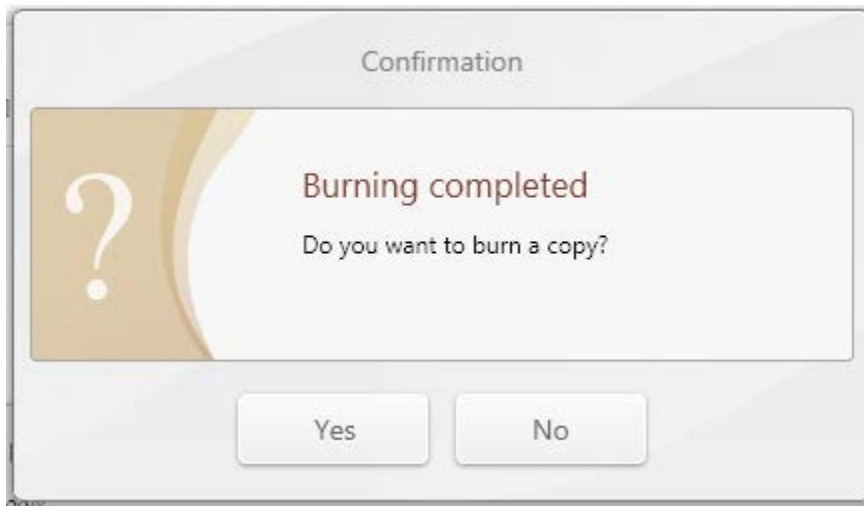 Confirmation
?
Burning completed
Do you want to burn a copy?
Yes
No